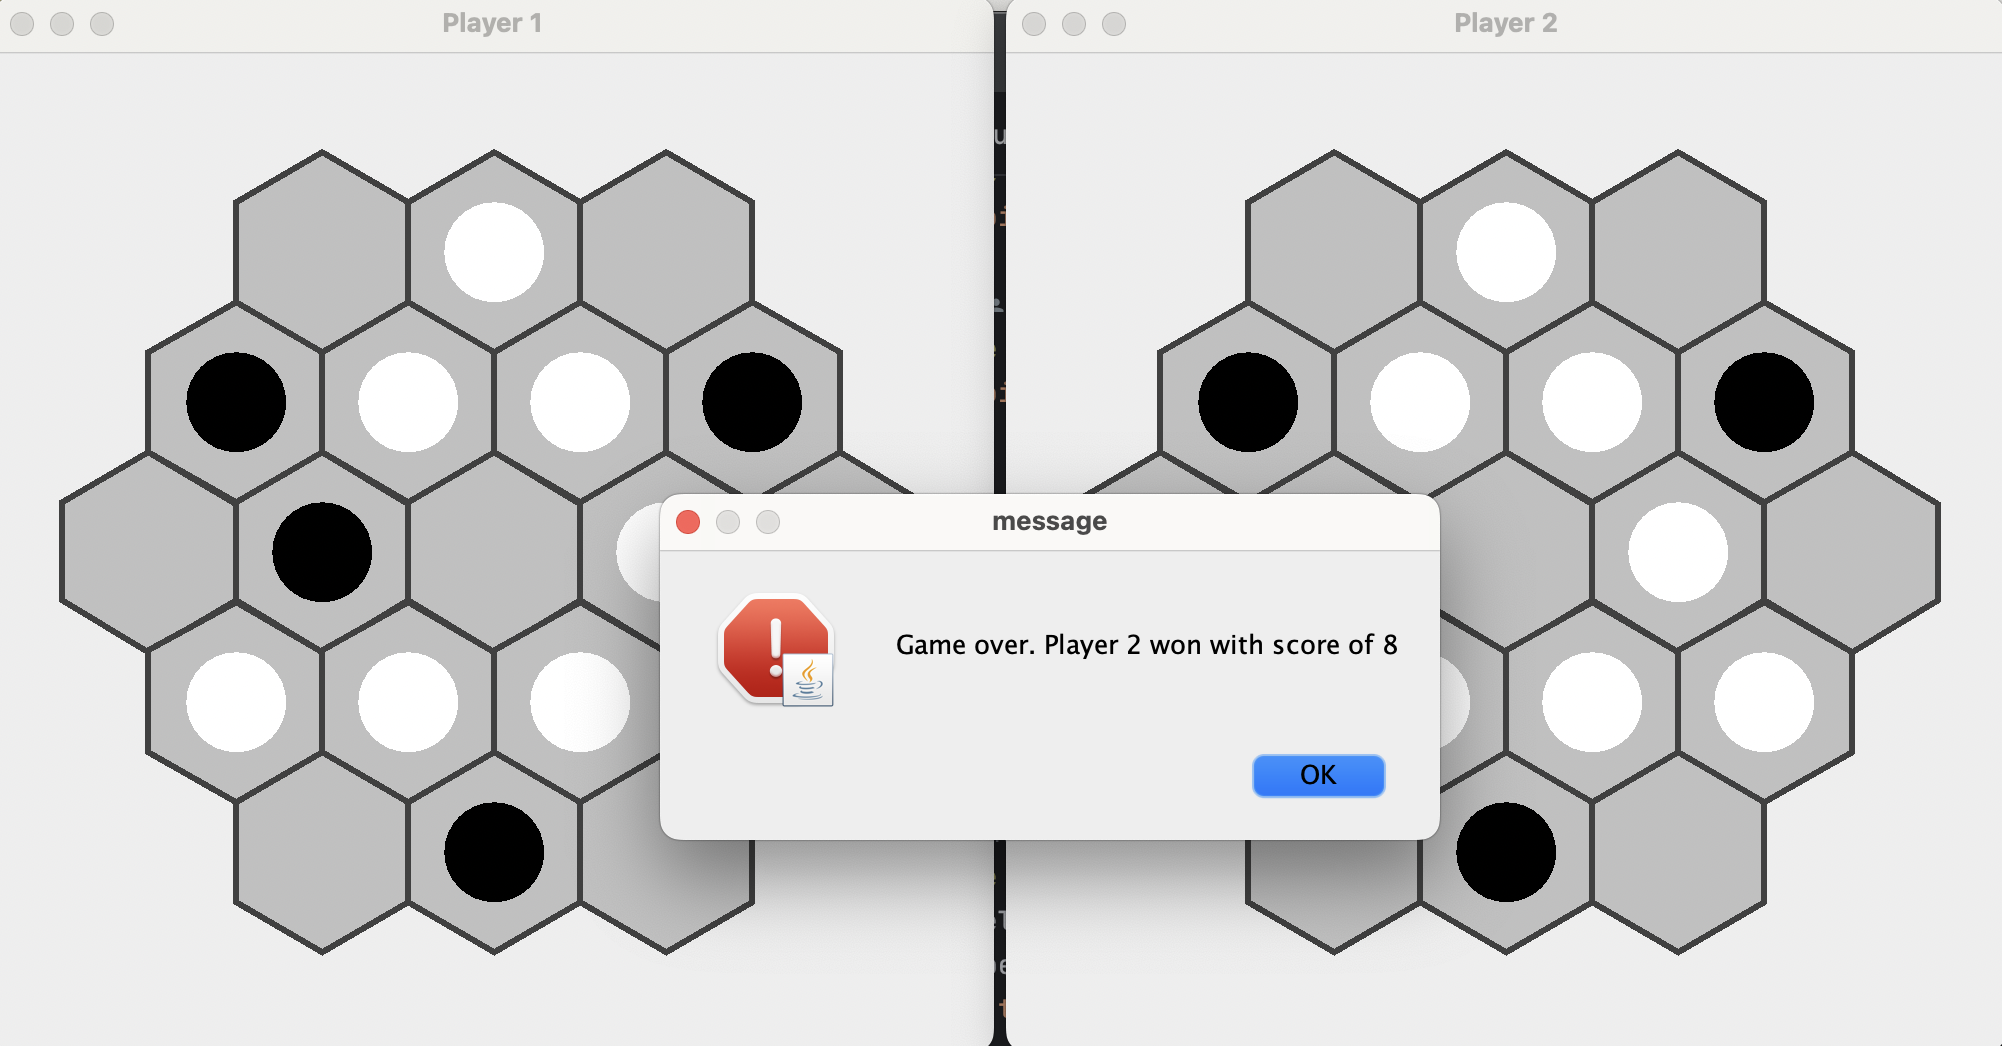 Player 1
Player 2
message
Game over. Player 2 won with score of 8
OK